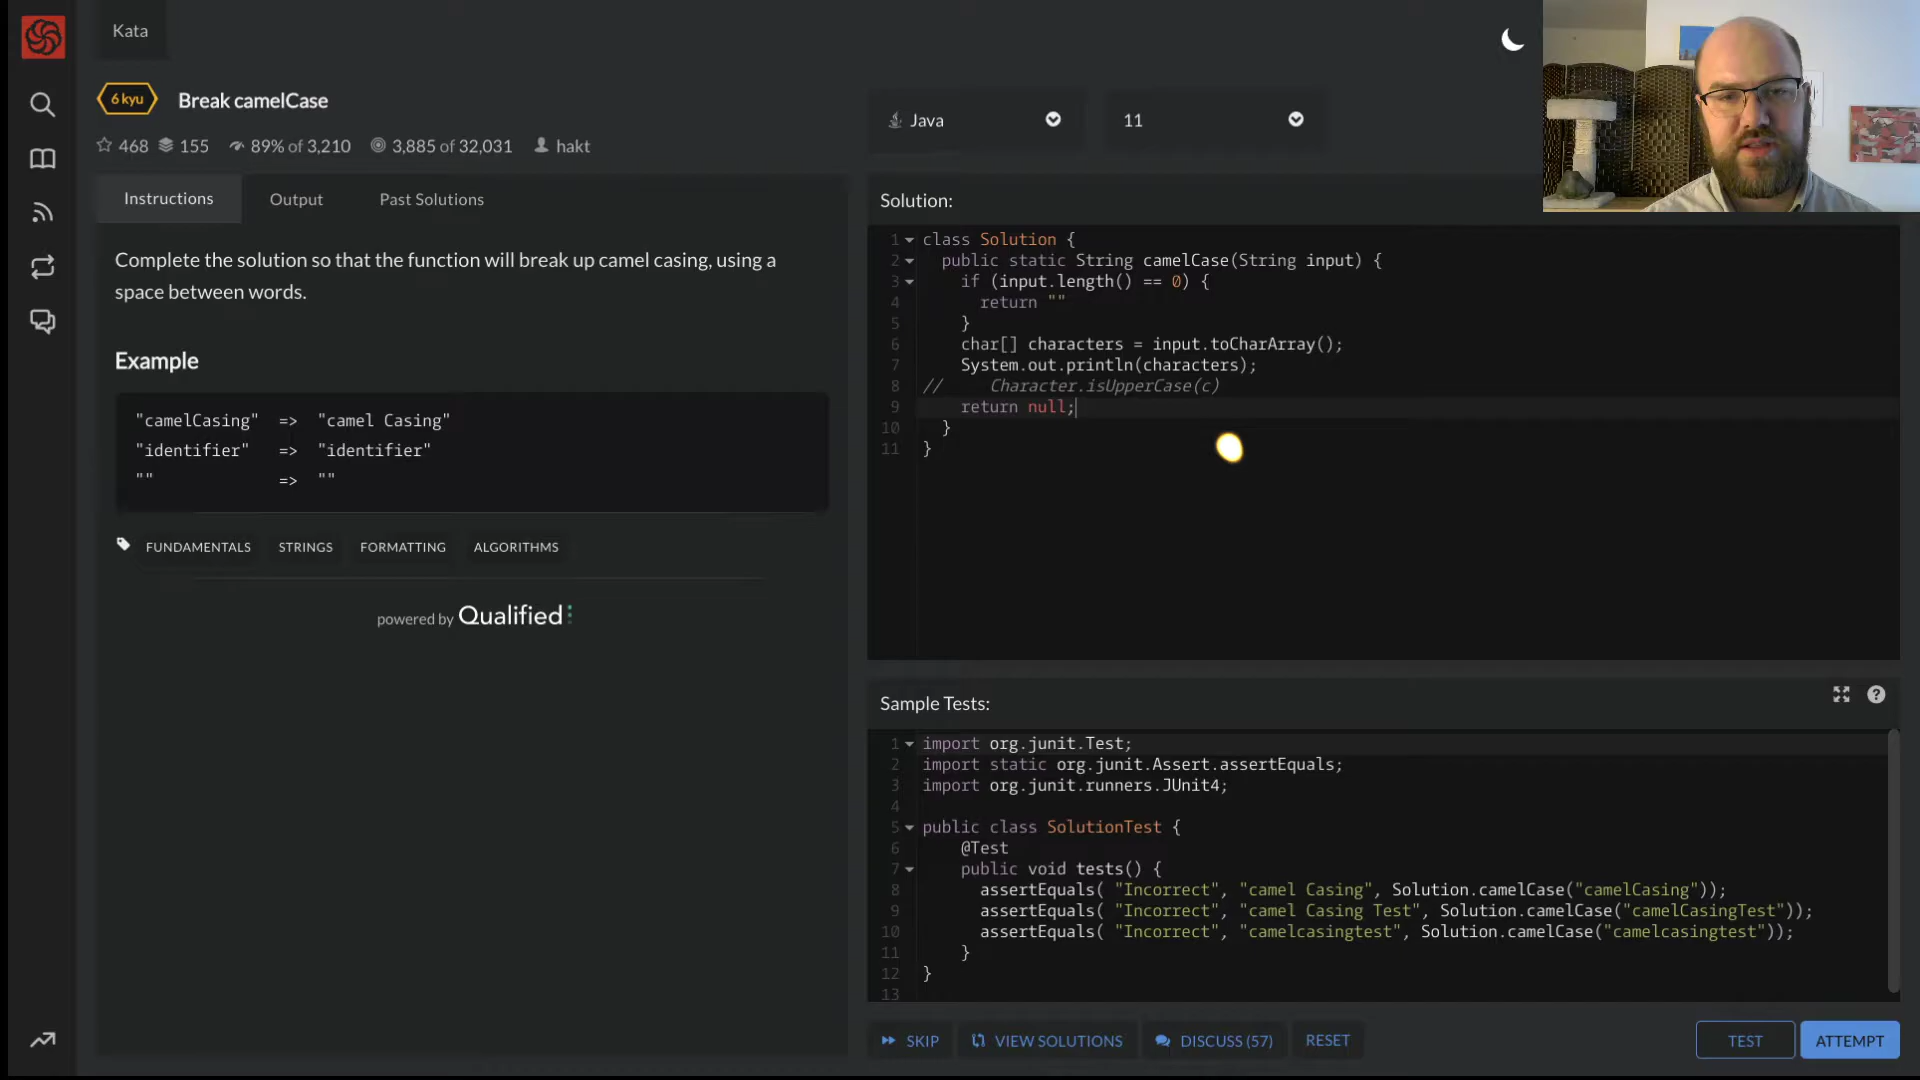 Kata
6 kyu
Break camelCase
468
155
89% of 3,210
3,885 of 32,031
hakt
Java
11
Instructions
Output
Past Solutions
Complete the solution so that the function will break up camel casing, using a
space between words.
Example
"camelCasing"  =>  "camel Casing"
"identifier"   =>  "identifier"
""             =>  ""
FUNDAMENTALS
STRINGS
FORMATTING
ALGORITHMS
powered by Qualified
Solution:
1 class Solution {
2   public static String camelCase(String input) {
3     if (input.length() == 0) {
4       return ""
5     }
6     char[] characters = input.toCharArray();
7     System.out.println(characters);
8 //     Character.isUpperCase(c)
9     return null;
10   }
11 }
Sample Tests:
1 import org.junit.Test;
2 import static org.junit.Assert.assertEquals;
3 import org.junit.runners.JUnit4;
4
5 public class SolutionTest {
6     @Test
7     public void tests() {
8       assertEquals( "Incorrect", "camel Casing", Solution.camelCase("camelCasing"));
9       assertEquals( "Incorrect", "camel Casing Test", Solution.camelCase("camelCasingTest"));
10       assertEquals( "Incorrect", "camelcasingtest", Solution.camelCase("camelcasingtest"));
11     }
12 }
13
SKIP
VIEW SOLUTIONS
DISCUSS (57)
RESET
TEST
ATTEMPT